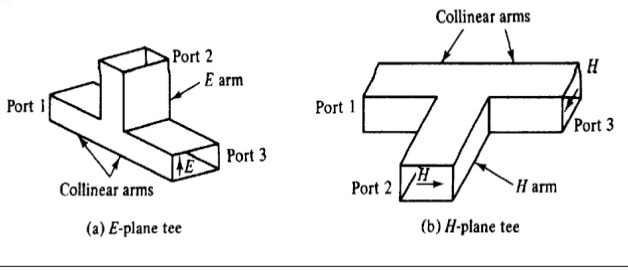 Port 2
E arm
Port 1
E
Port 3
Collinear arms
(a) E-plane tee
Collinear arms
H
Port 1
Port 3
H
Port 2
H arm
(b) H-plane tee